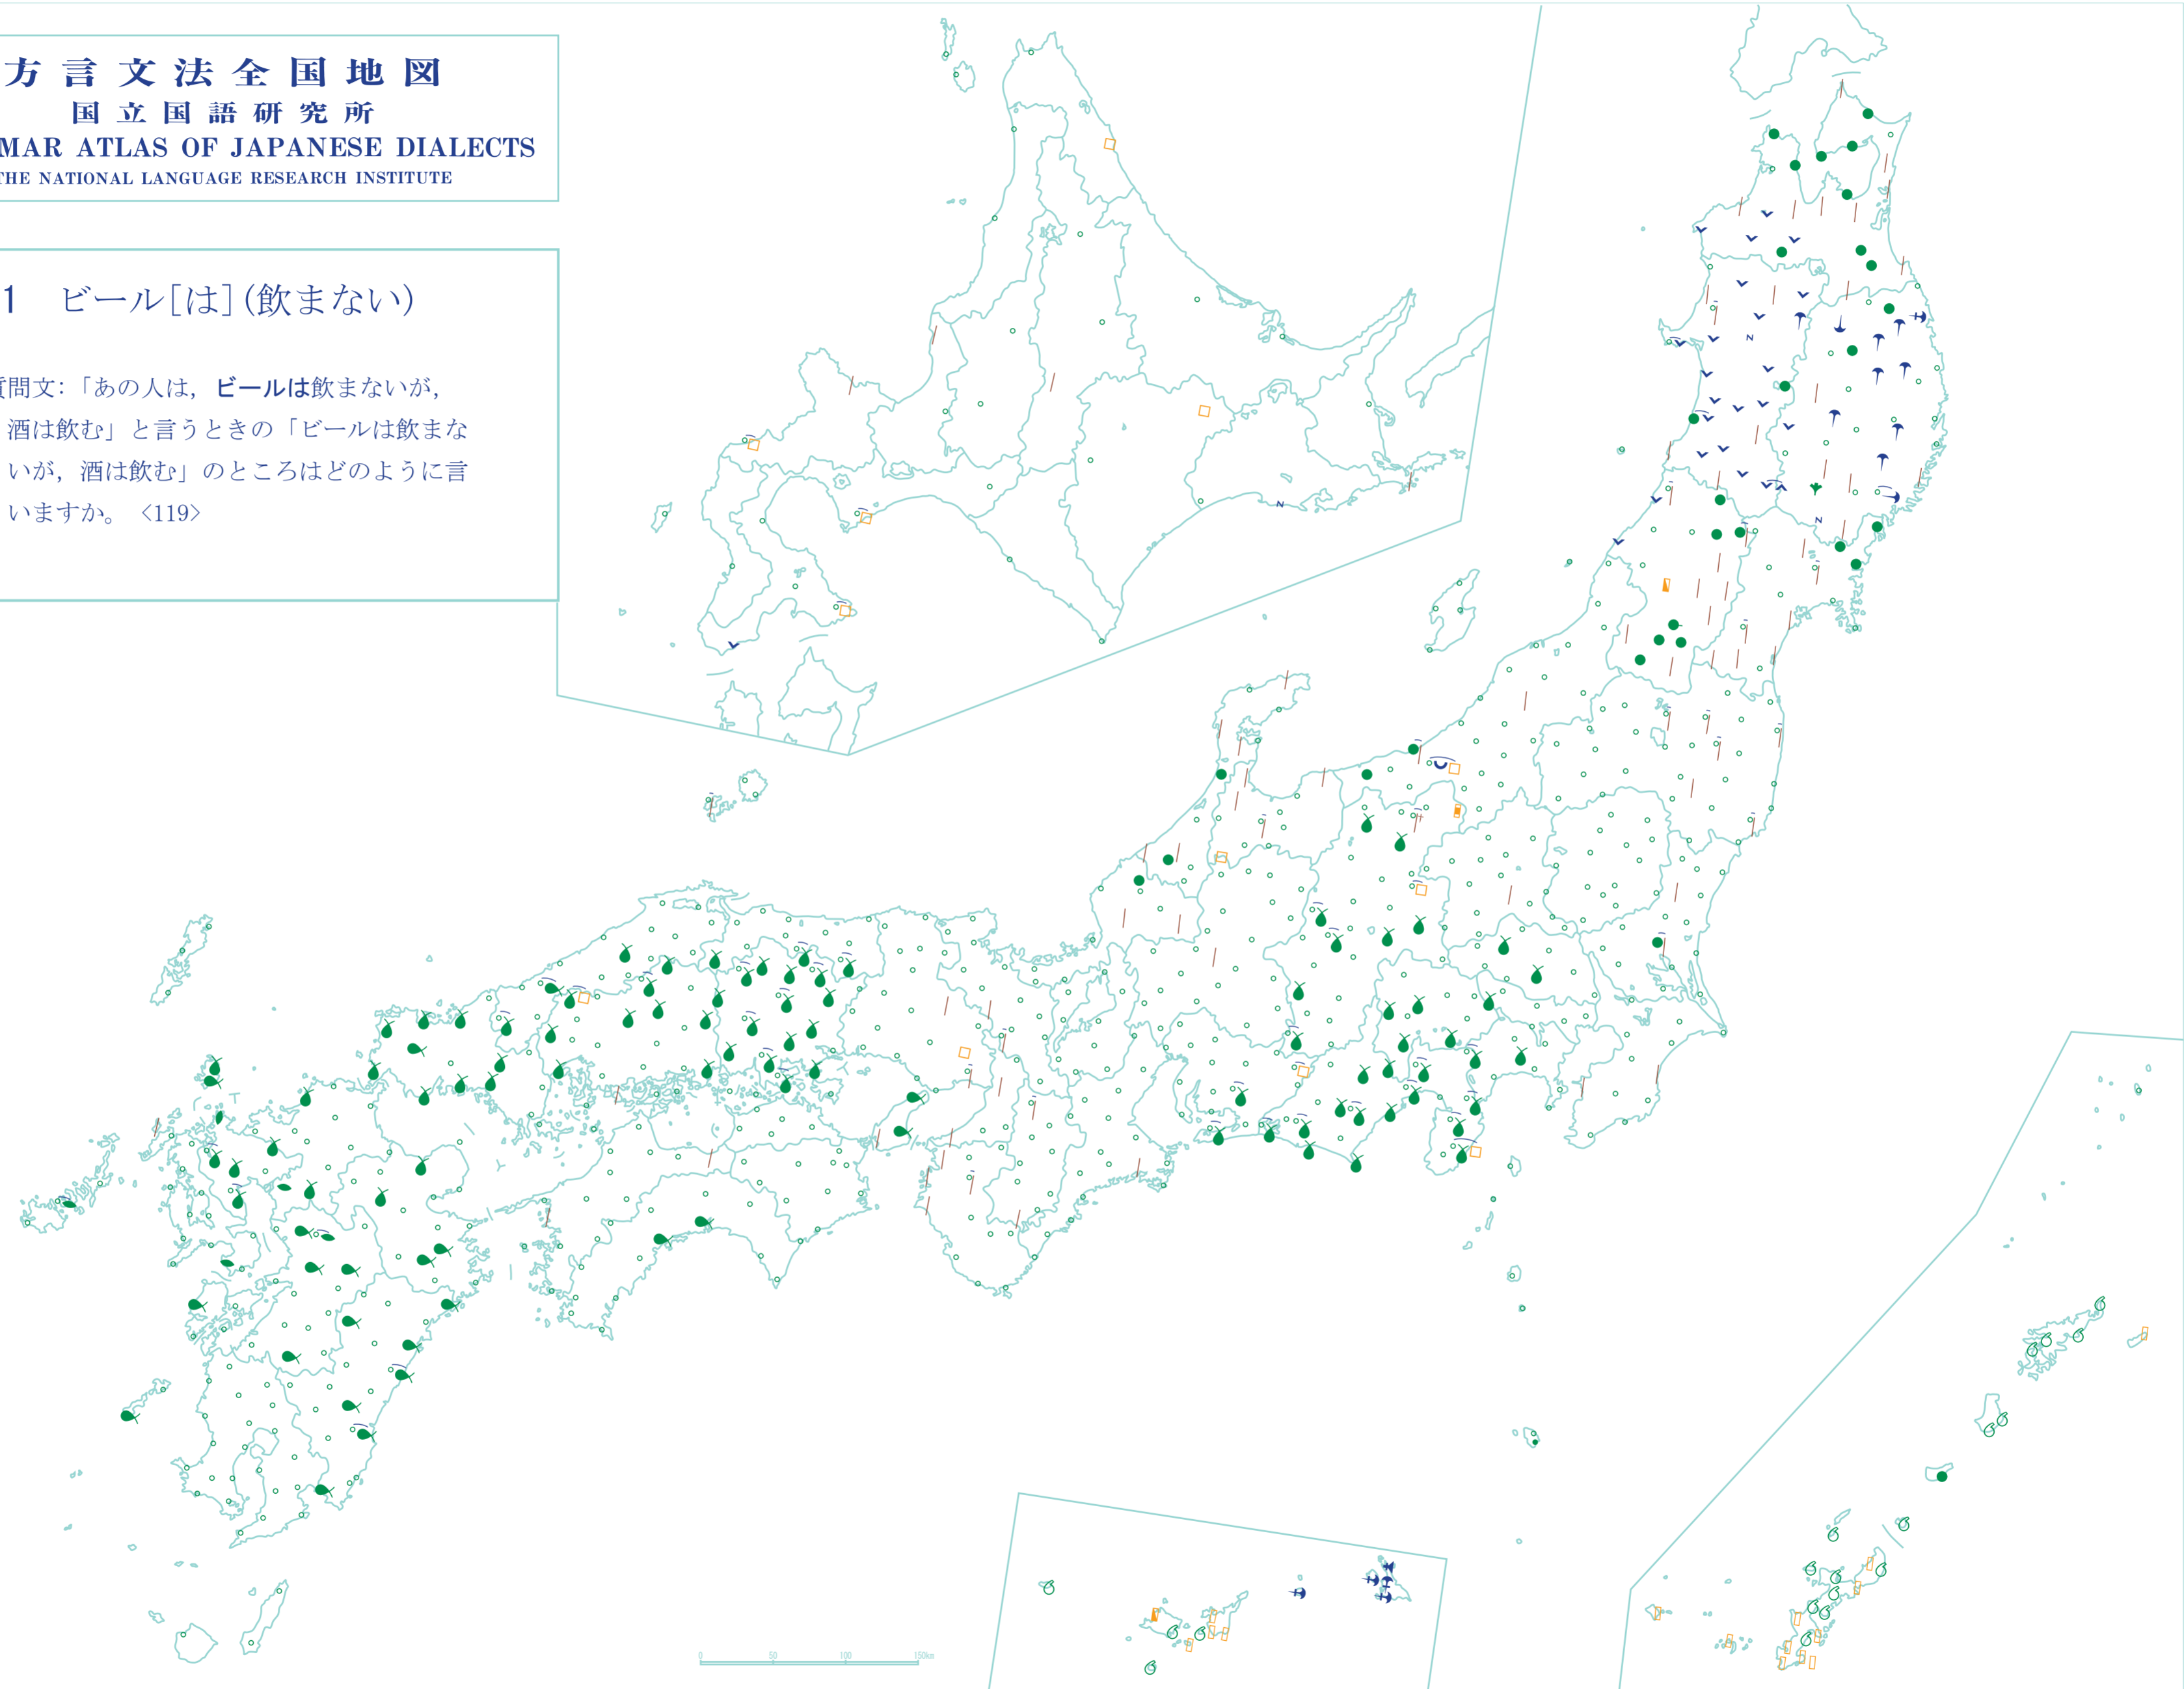 方言文法全国地図
国立国語研究所
MAR ATLAS OF JAPANESE DIALECTS
THE NATIONAL LANGUAGE RESEARCH INSTITUTE
1 ビール[は](飲まない)
質問文:「あの人は,ビールは飲まないが,
酒は飲む」と言うときの「ビールは飲まな
いが,酒は飲む」のところはどのように言
いますか。 <119>
0 50 100 150km